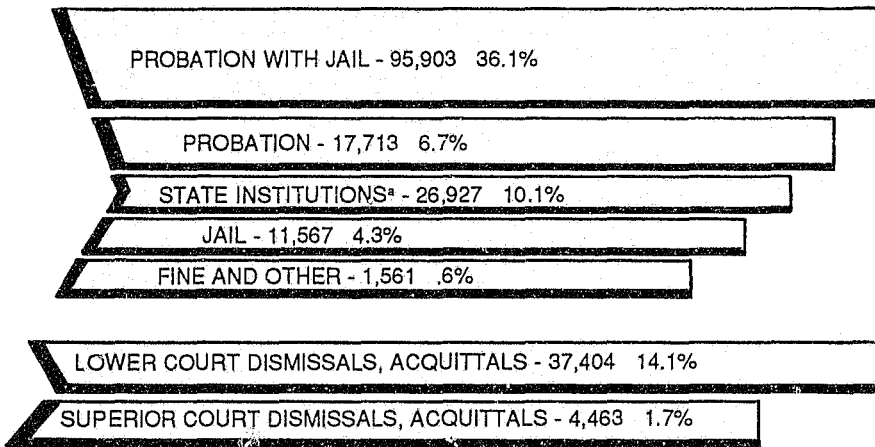 PROBATION WITH JAIL - 95,903 36.1%
PROBATION - 17,713 6.7%
STATE INSTITUTIONSᵃ - 26,927 10.1%
JAIL - 11,567 4.3%
FINE AND OTHER - 1,561 .6%
LOWER COURT DISMISSALS, ACQUITTALS - 37,404 14.1%
SUPERIOR COURT DISMISSALS, ACQUITTALS - 4,463 1.7%